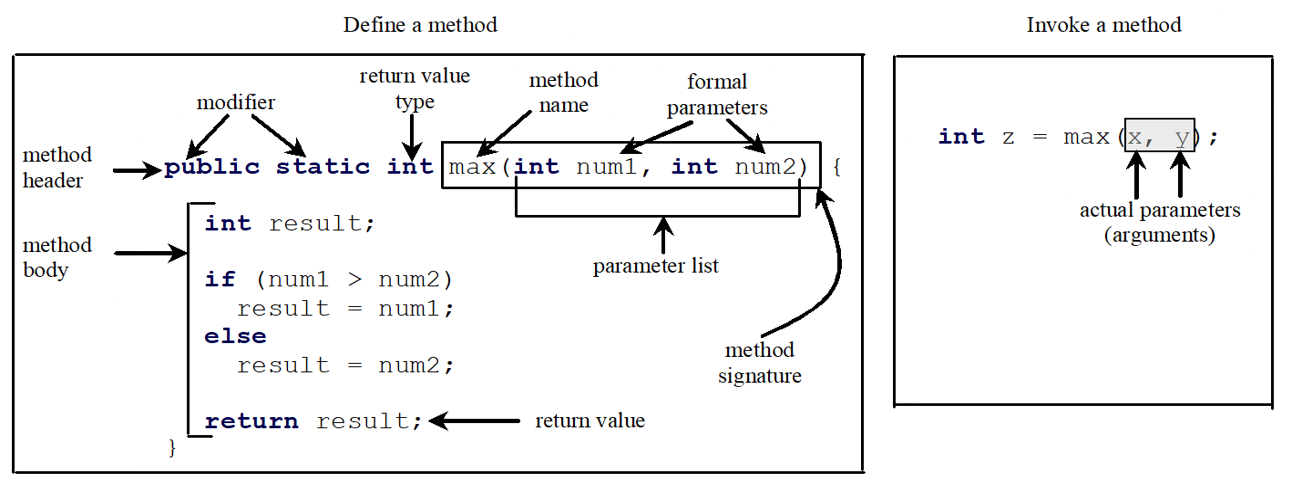 Define a method
Invoke a method
return value
type
method
name
formal
parameters
modifier
method
header
public static int max(int num1, int num2) {
int z = max(x, y);
actual parameters
(arguments)
method
body
int result;
parameter list
if (num1 > num2)
result = num1;
else
result = num2;
method
signature
return result;
return value
}